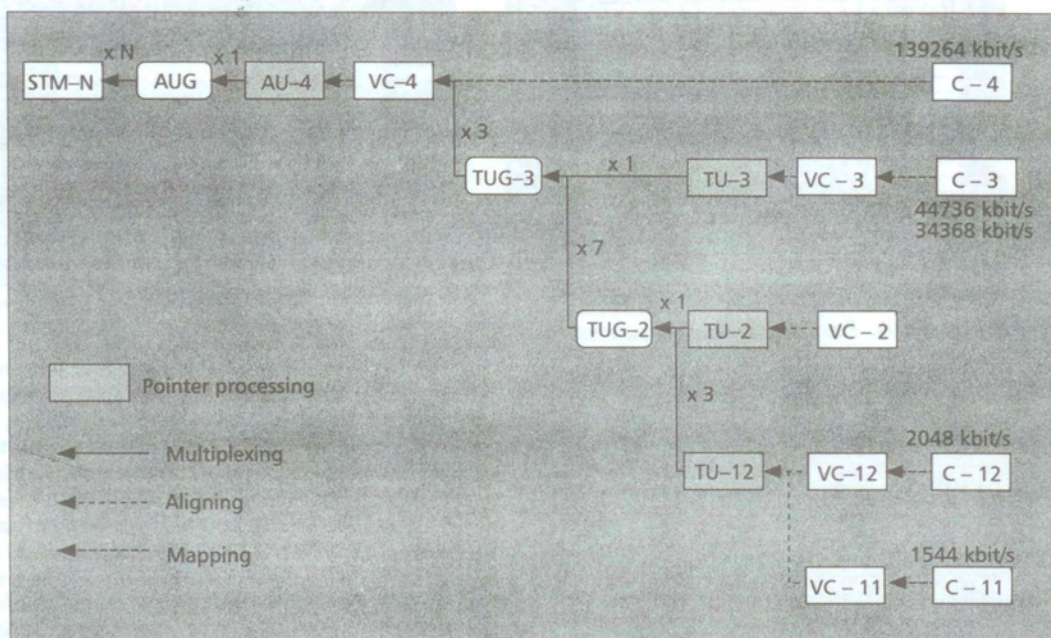 139264 kbit/s
x N
x 1
STM–N
AUG
AU–4
VC–4
C – 4
x 3
x 1
TUG–3
TU–3
VC – 3
C – 3
44736 kbit/s
34368 kbit/s
x 7
x 1
TUG–2
TU–2
VC – 2
Pointer processing
x 3
2048 kbit/s
Multiplexing
TU–12
VC–12
C – 12
Aligning
Mapping
1544 kbit/s
VC – 11
C – 11